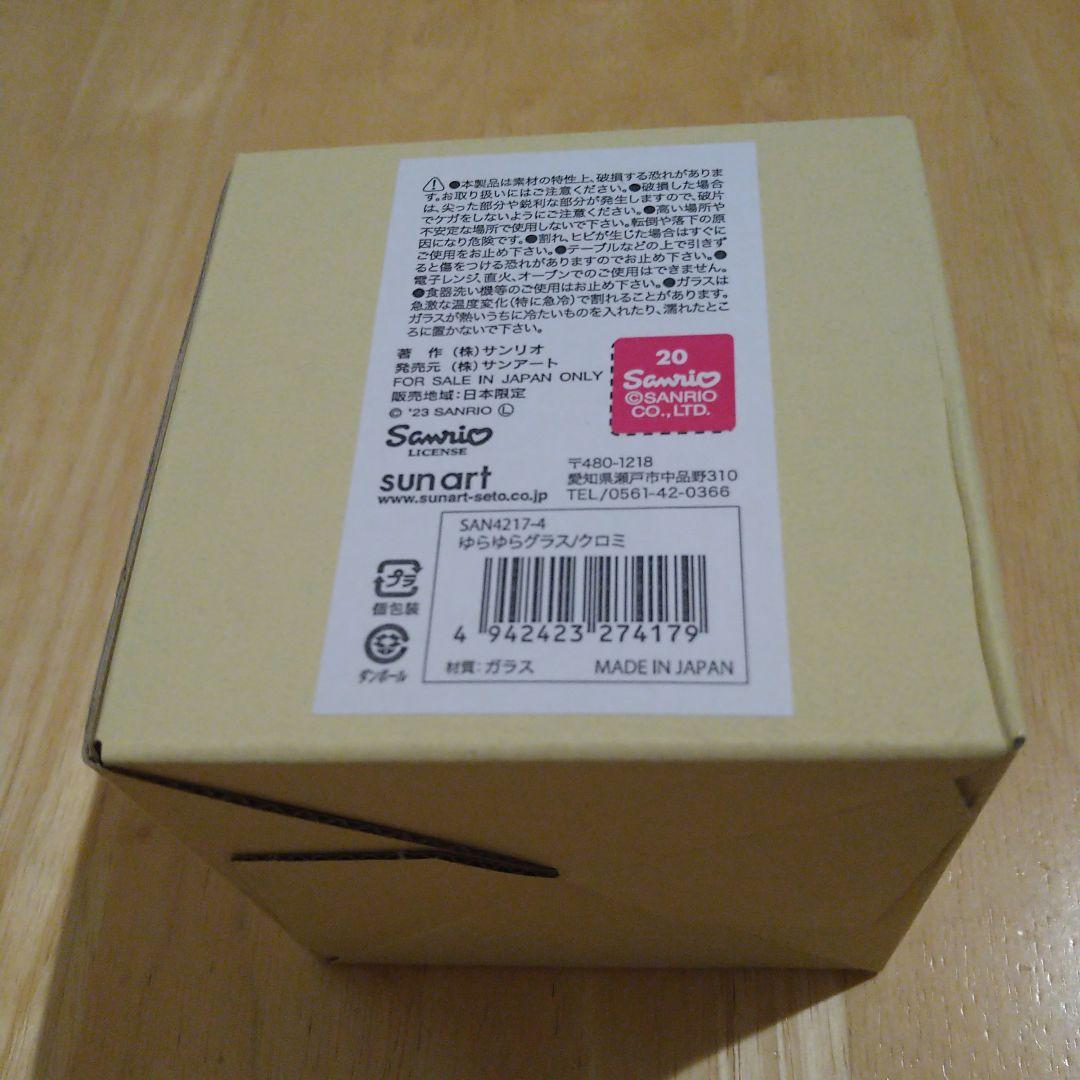 ●本製品は素材の特性上、破損する恐れがありま
す。お取り扱いにはご注意ください。●破損した場合
は、尖った部分や鋭利な部分が発生しますので、破片
でケガをしないようにご注意ください。●高い場所や
不安定な場所で使用しないで下さい。転倒や落下の原
因になり危険です。●割れ、ヒビが生じた場合はすぐに
ご使用をお止め下さい。●テーブルなどの上で引きず
ると傷をつける恐れがありますのでお止め下さい。●
電子レンジ、直火、オーブンでのご使用はできません。
●食器洗い機等のご使用はお止め下さい。●ガラスは
急激な温度変化(特に急冷)で割れることがあります。
ガラスが熱いうちに冷たいものを入れたり、濡れたとこ
ろに置かないで下さい。
著 作 (株)サンリオ
発売元 (株)サンアート
FOR SALE IN JAPAN ONLY
販売地域:日本限定
© '23 SANRIO Ⓛ
Sanrio
LICENSE
20
Sanrio
©SANRIO
CO.,LTD.
sun art
www.sunart-seto.co.jp
〒480-1218
愛知県瀬戸市中品野310
TEL/0561-42-0366
SAN4217-4
ゆらゆらグラス/クロミ
4 942423 274179
材質:ガラス MADE IN JAPAN
プラ
個包装
ダンボール